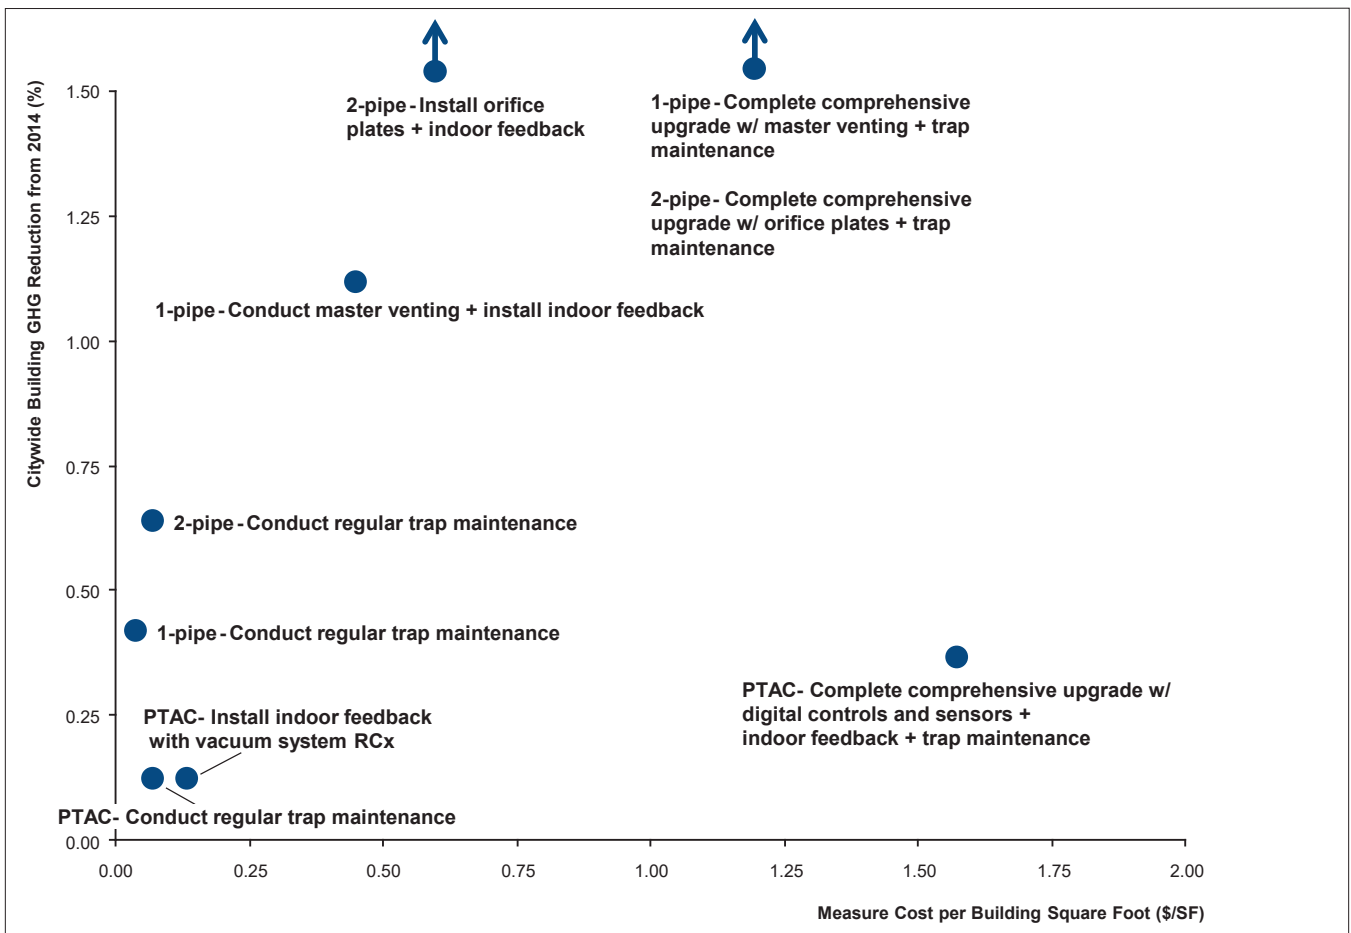 Citywide Building GHG Reduction from 2014 (%)
1.50
1.25
1.00
0.75
0.50
0.25
0.00
2-pipe - Install orifice
plates + indoor feedback
1-pipe - Complete comprehensive
upgrade w/ master venting + trap
maintenance
2-pipe - Complete comprehensive
upgrade w/ orifice plates + trap
maintenance
1-pipe - Conduct master venting + install indoor feedback
2-pipe - Conduct regular trap maintenance
1-pipe - Conduct regular trap maintenance
PTAC- Install indoor feedback
with vacuum system RCx
PTAC- Conduct regular trap maintenance
PTAC- Complete comprehensive upgrade w/
digital controls and sensors +
indoor feedback + trap maintenance
0.00 0.25 0.50 0.75 1.00 1.25 1.50 1.75 2.00
Measure Cost per Building Square Foot ($/SF)